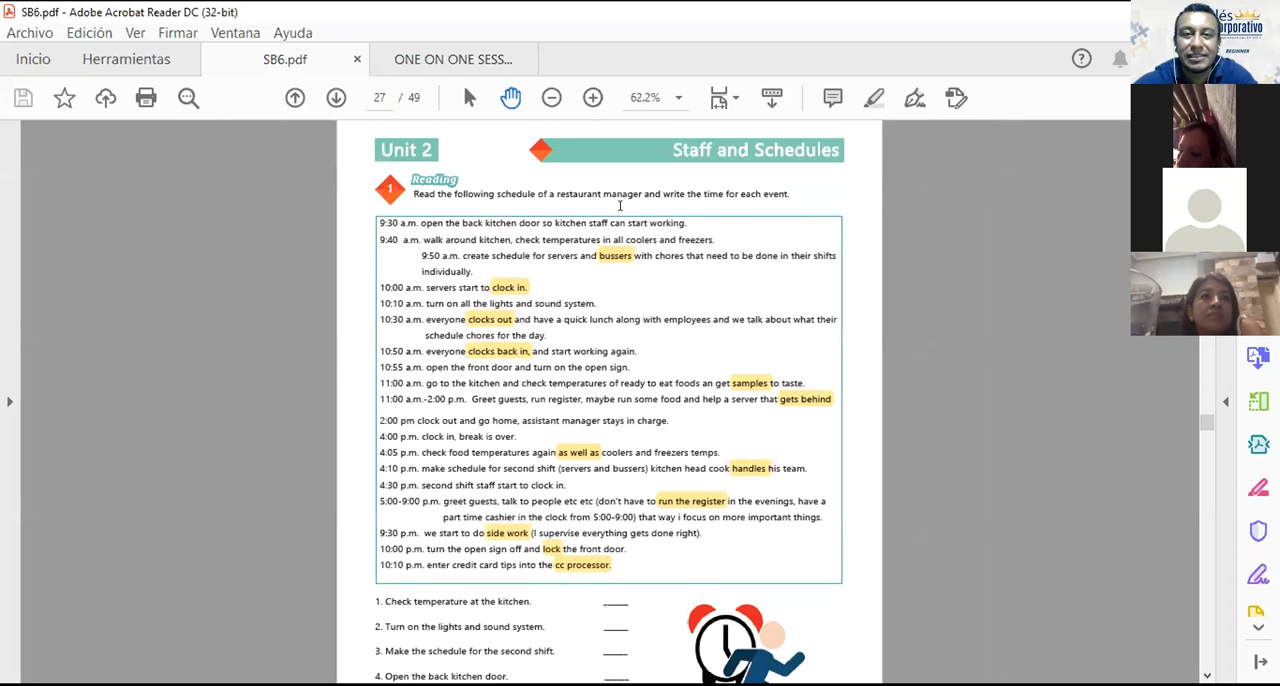 SB6.pdf - Adobe Acrobat Reader DC (32-bit)
Archivo Edición Ver Firmar Ventana Ayuda
Inicio Herramientas SB6.pdf × ONE ON ONE SESS...
27 / 49 62.2%
BEGINNER
Unit 2 Staff and Schedules
1 Reading
Read the following schedule of a restaurant manager and write the time for each event.
9:30 a.m. open the back kitchen door so kitchen staff can start working.
9:40 a.m. walk around kitchen, check temperatures in all coolers and freezers.
9:50 a.m. create schedule for servers and bussers with chores that need to be done in their shifts
individually.
10:00 a.m. servers start to clock in.
10:10 a.m. turn on all the lights and sound system.
10:30 a.m. everyone clocks out and have a quick lunch along with employees and we talk about what their
schedule chores for the day.
10:50 a.m. everyone clocks back in, and start working again.
10:55 a.m. open the front door and turn on the open sign.
11:00 a.m. go to the kitchen and check temperatures of ready to eat foods an get samples to taste.
11:00 a.m.-2:00 p.m. Greet guests, run register, maybe run some food and help a server that gets behind
2:00 pm clock out and go home, assistant manager stays in charge.
4:00 p.m. clock in, break is over.
4:05 p.m. check food temperatures again as well as coolers and freezers temps.
4:10 p.m. make schedule for second shift (servers and bussers) kitchen head cook handles his team.
4:30 p.m. second shift staff start to clock in.
5:00-9:00 p.m. greet guests, talk to people etc etc (don't have to run the register in the evenings, have a
part time cashier in the clock from 5:00-9:00) that way i focus on more important things.
9:30 p.m. we start to do side work (I supervise everything gets done right).
10:00 p.m. turn the open sign off and lock the front door.
10:10 p.m. enter credit card tips into the cc processor.
1. Check temperature at the kitchen. _____
2. Turn on the lights and sound system. _____
3. Make the schedule for the second shift. _____
4. Open the back kitchen door. _____